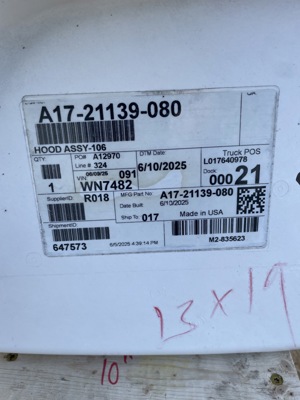 A17-21139-080
HOOD ASSY-106
QTY:
1
PO# A12970
Line # 324
06/09/25 091
VIN
WN7482
DTM Date:
6/10/2025
Truck POS
L017640978
Dock
00021
SupplierID
R018
MFG-Part No A17-21139-080
Date Built: 6/10/2025
Ship To: 017
Made in USA
ShipmentID
647573
6/5/2025 4:39:14 PM
M2-835623
13 x 19
10"